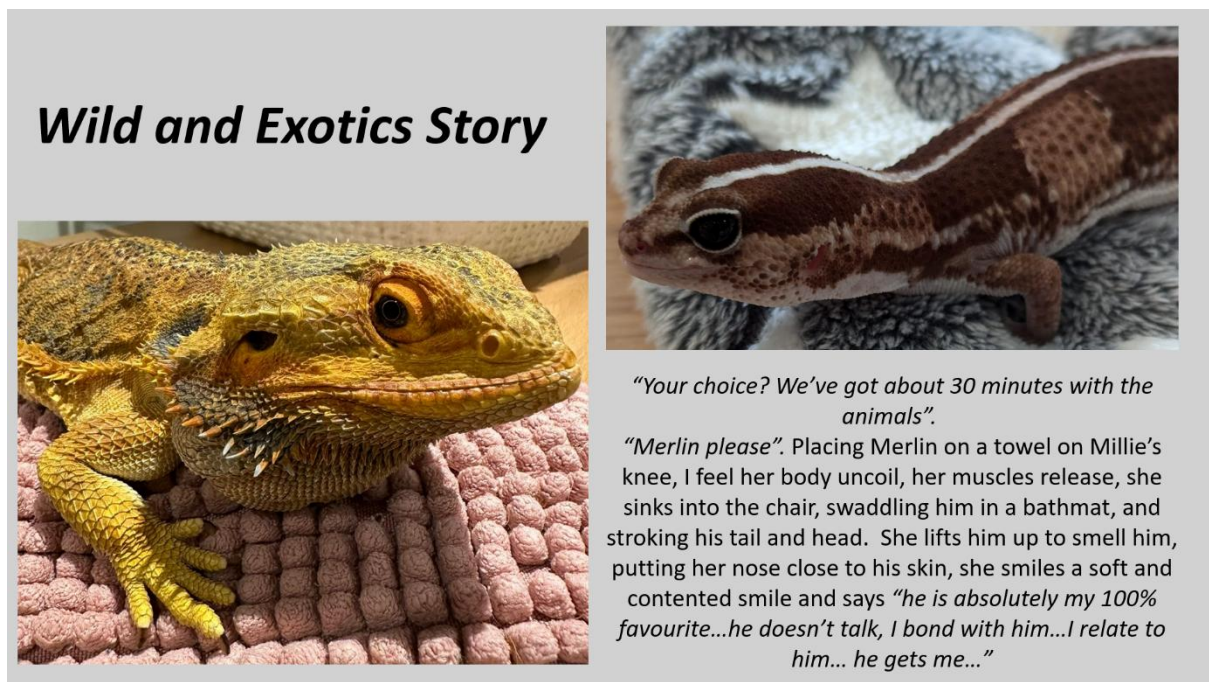 Wild and Exotics Story
“Your choice? We’ve got about 30 minutes with the
animals”.
“Merlin please”. Placing Merlin on a towel on Millie’s
knee, I feel her body uncoil, her muscles release, she
sinks into the chair, swaddling him in a bathmat, and
stroking his tail and head.  She lifts him up to smell him,
putting her nose close to his skin, she smiles a soft and
contented smile and says “he is absolutely my 100%
favourite…he doesn’t talk, I bond with him…I relate to
him… he gets me…”